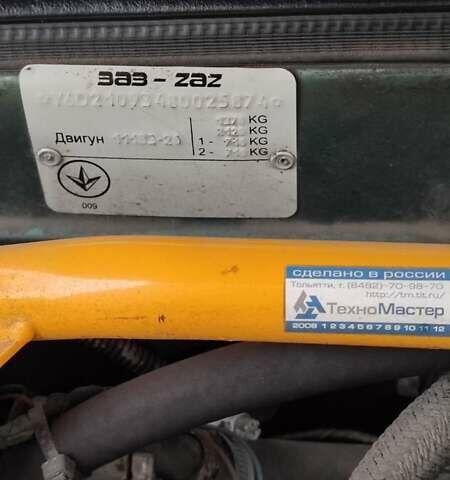 ЗАЗ - ZAZ
KG
KG
Двигун 1 - KG
2 - KG
009
сделано в россии
Тольятти, т. (8482)-70-98-70
http://tm.tlt.ru/
ТехноМастер
2008 1 2 3 4 5 6 7 8 9 10 11 12